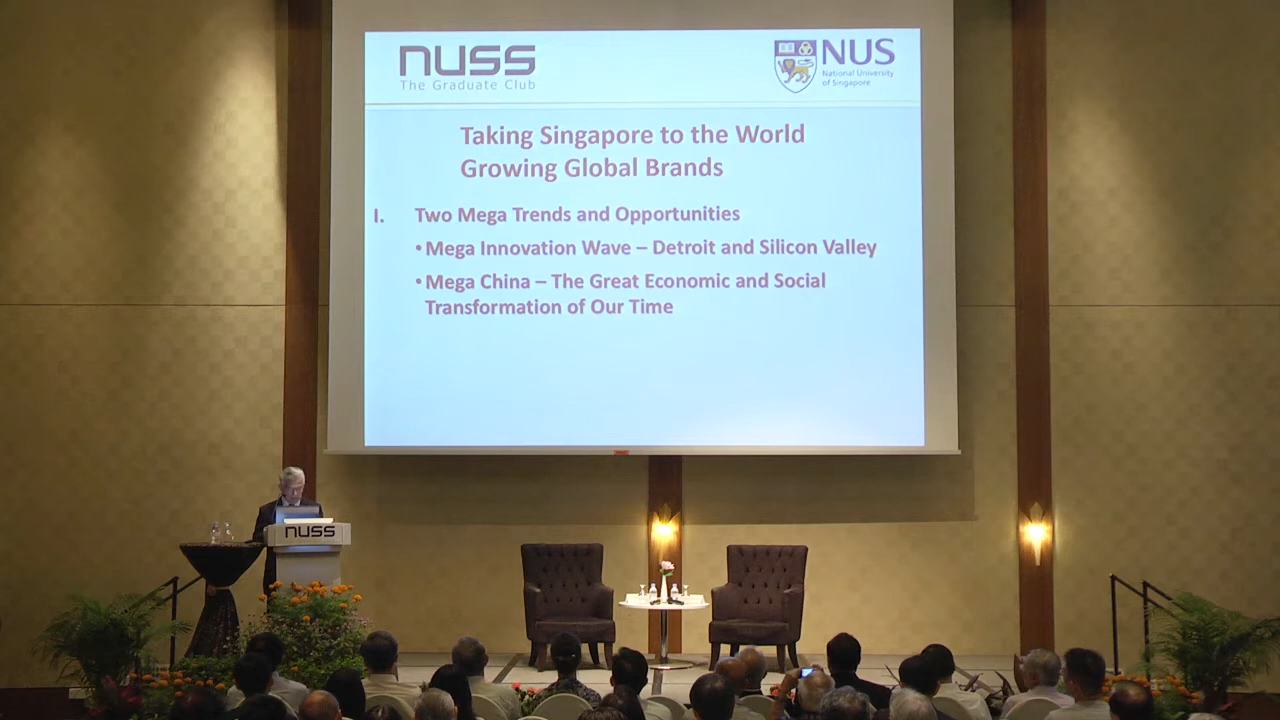 nuss
The Graduate Club
NUS
National University
of Singapore
Taking Singapore to the World
Growing Global Brands
I. Two Mega Trends and Opportunities
• Mega Innovation Wave – Detroit and Silicon Valley
• Mega China – The Great Economic and Social
Transformation of Our Time
nuss